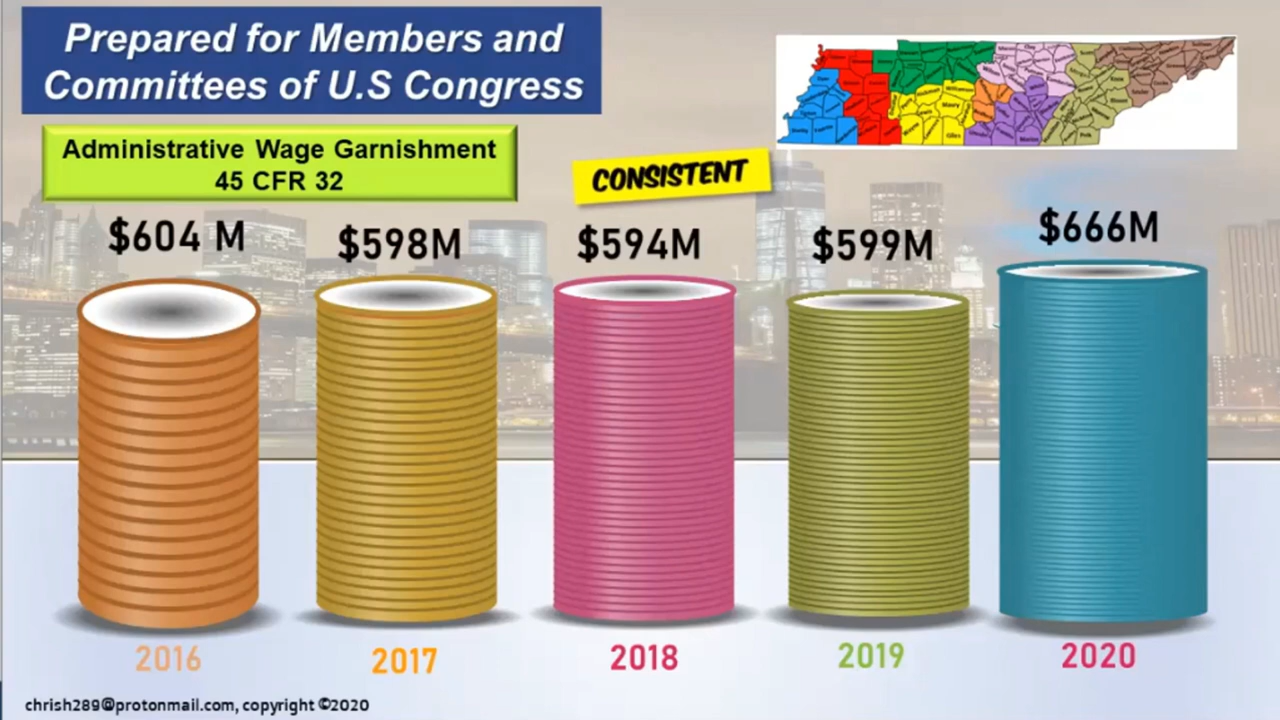 Prepared for Members and
Committees of U.S Congress
Administrative Wage Garnishment
45 CFR 32
CONSISTENT
$604 M
$598M
$594M
$599M
$666M
2016
2017
2018
2019
2020
chrish289@protonmail.com, copyright ©2020